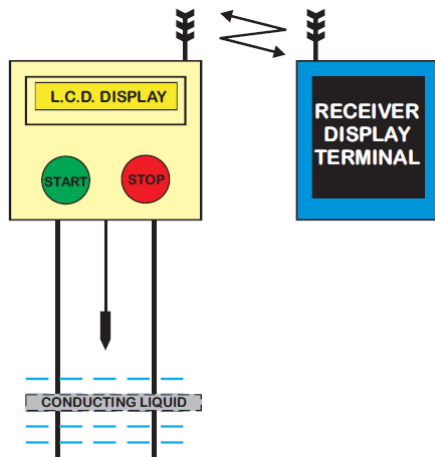 L.C.D. DISPLAY
START
STOP
RECEIVER
DISPLAY
TERMINAL
CONDUCTING LIQUID